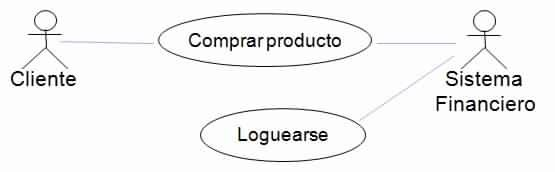 Comprar producto
Cliente
Sistema
Financiero
Loguearse